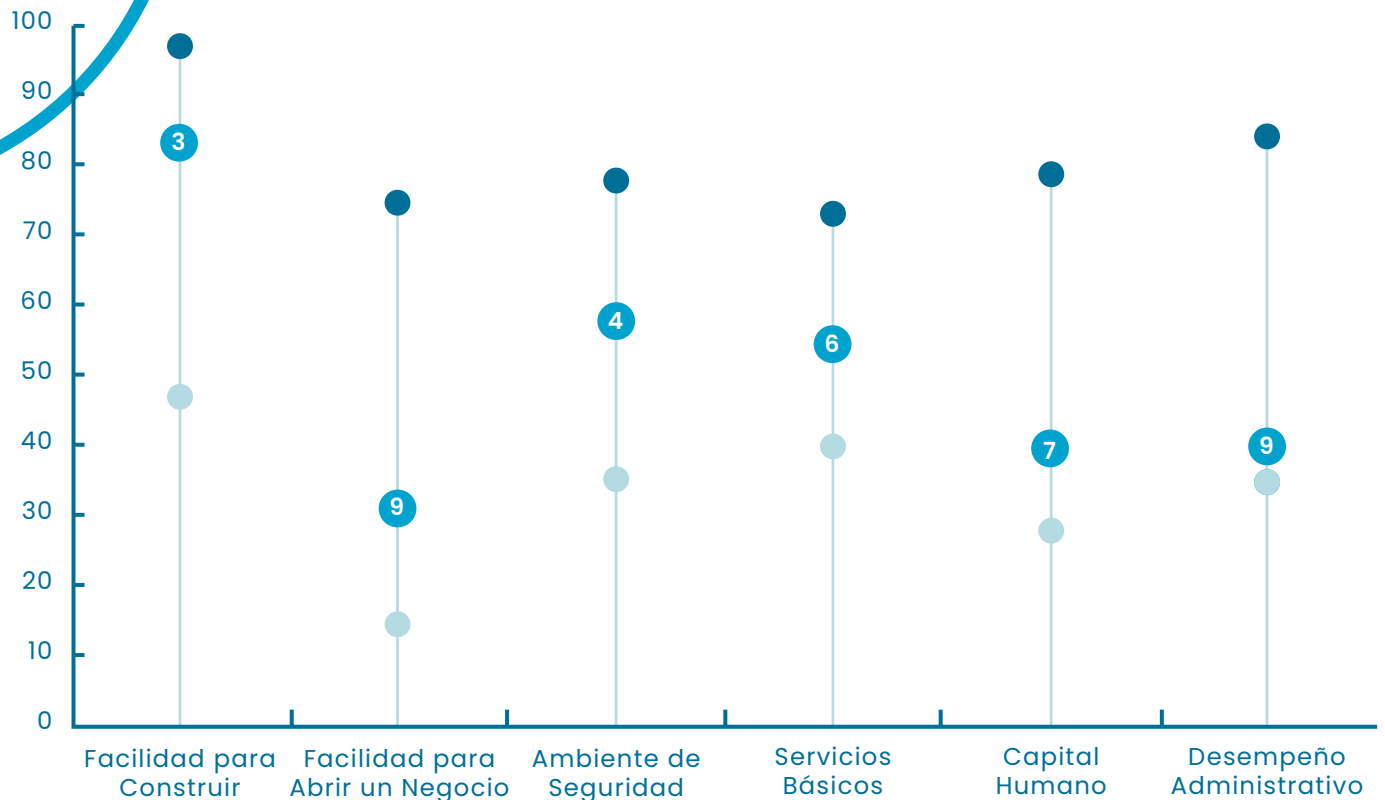 100
90
80
70
60
50
40
30
20
10
0
3
9
4
6
7
9
Facilidad para
Construir
Facilidad para
Abrir un Negocio
Ambiente de
Seguridad
Servicios
Básicos
Capital
Humano
Desempeño
Administrativo